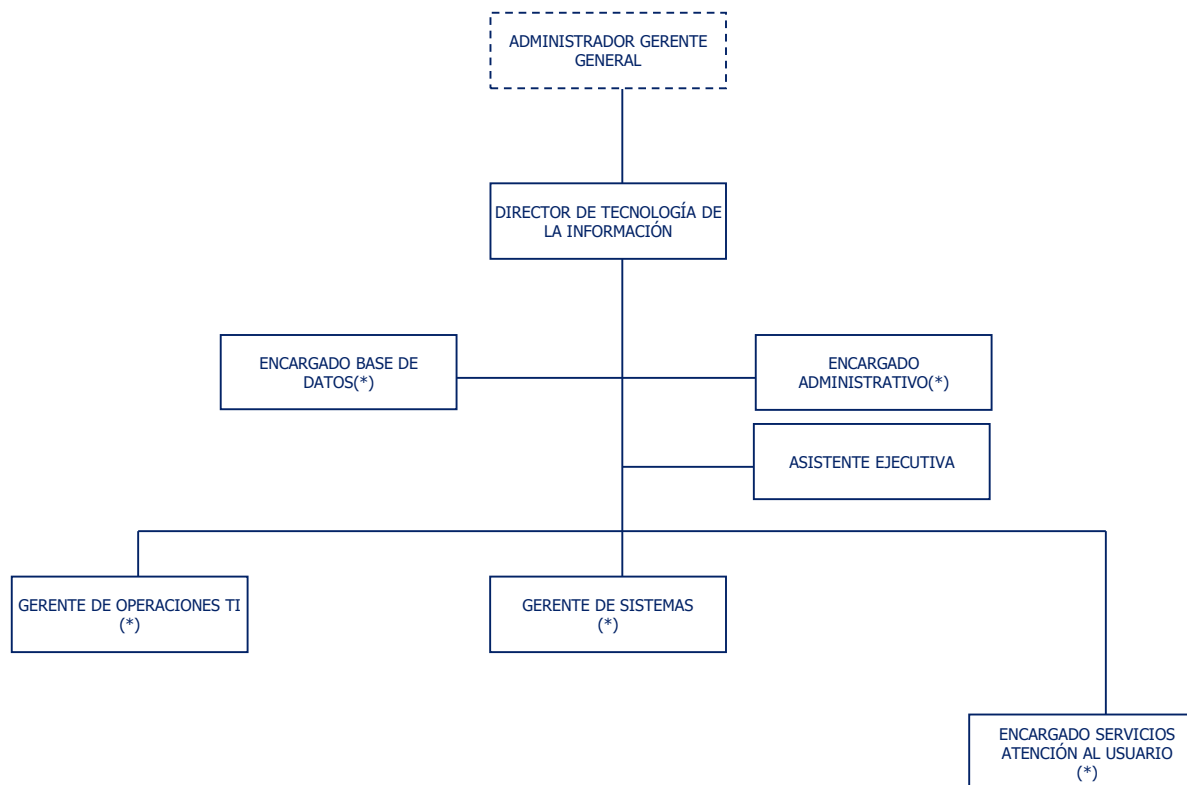 ADMINISTRADOR GERENTE
GENERAL
DIRECTOR DE TECNOLOGÍA DE
LA INFORMACIÓN
ENCARGADO BASE DE
DATOS(*)
ENCARGADO
ADMINISTRATIVO(*)
ASISTENTE EJECUTIVA
GERENTE DE OPERACIONES TI
(*)
GERENTE DE SISTEMAS
(*)
ENCARGADO SERVICIOS
ATENCIÓN AL USUARIO
(*)